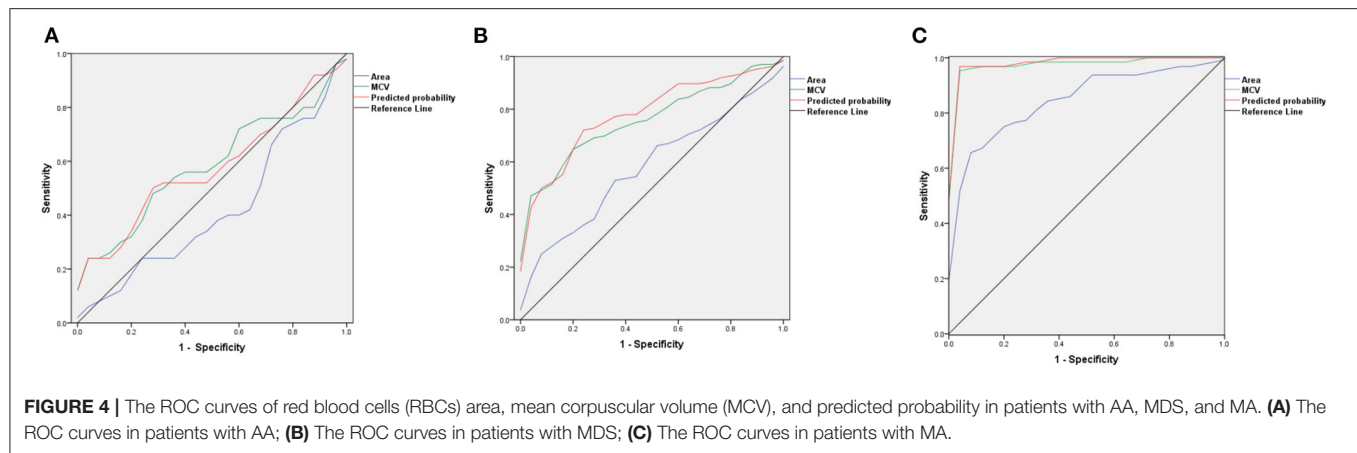 A
Sensitivity
1.0
0.8
0.6
0.4
0.2
0.0
0.0 0.2 0.4 0.6 0.8 1.0
1 - Specificity
Area
MCV
Predicted probability
Reference Line
B
Sensitivity
1.0
0.8
0.6
0.4
0.2
0.0
0.0 0.2 0.4 0.6 0.8 1.0
1 - Specificity
Area
MCV
Predicted probability
Reference Line
C
Sensitivity
1.0
0.8
0.6
0.4
0.2
0.0
0.0 0.2 0.4 0.6 0.8 1.0
1 - Specificity
Area
MCV
Predicted probability
Reference Line
FIGURE 4 | The ROC curves of red blood cells (RBCs) area, mean corpuscular volume (MCV), and predicted probability in patients with AA, MDS, and MA. (A) The
ROC curves in patients with AA; (B) The ROC curves in patients with MDS; (C) The ROC curves in patients with MA.